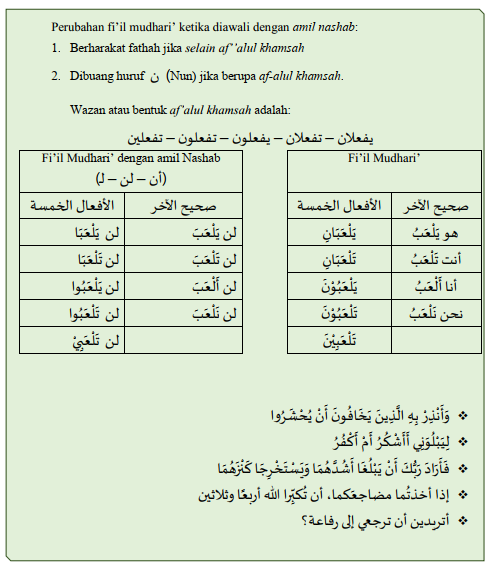 Perubahan fi'il mudhari' ketika diawali dengan amil nashab:
1. Berharakat fathah jika selain af''alul khamsah
2. Dibuang huruf ن (Nun) jika berupa af-alul khamsah.
Wazan atau bentuk af'alul khamsah adalah:
يفعلان – تفعلان – يفعلون – تفعلون – تفعلين
Fi'il Mudhari' dengan amil Nashab
(أن – لن – لـ)
الأفعال الخمسة صحيح الآخر
لن يَلْعَبَ لن يَلْعَبَا
لن تَلْعَبَ لن تَلْعَبَا
لن أَلْعَبَ لن يَلْعَبُوا
لن نَلْعَبَ لن تَلْعَبُوا
لن تَلْعَبِيْ
Fi'il Mudhari'
صحيح الآخر الأفعال الخمسة
هو يَلْعَبُ يَلْعَبَانِ
أنت تَلْعَبُ تَلْعَبَانِ
أنا أَلْعَبُ يَلْعَبُوْنَ
نحن نَلْعَبُ تَلْعَبُوْنَ
تَلْعَبِيْنَ
❖ وَأَنْذِرْ بِهِ الَّذِينَ يَخَافُونَ أَنْ يُحْشَرُوا
❖ لِيَبْلُوَنِي أَأَشْكُرُ أَمْ أَكْفُرُ
❖ فَأَرَادَ رَبُّكَ أَنْ يَبْلُغَا أَشُدَّهُمَا وَيَسْتَخْرِجَا كَنْزَهُمَا
❖ إذا أخذتُما مضاجعَكما، أن تُكبِّرا الله أربعًا وثلاثين
❖ أتريدين أن ترجعي إلى رفاعة؟